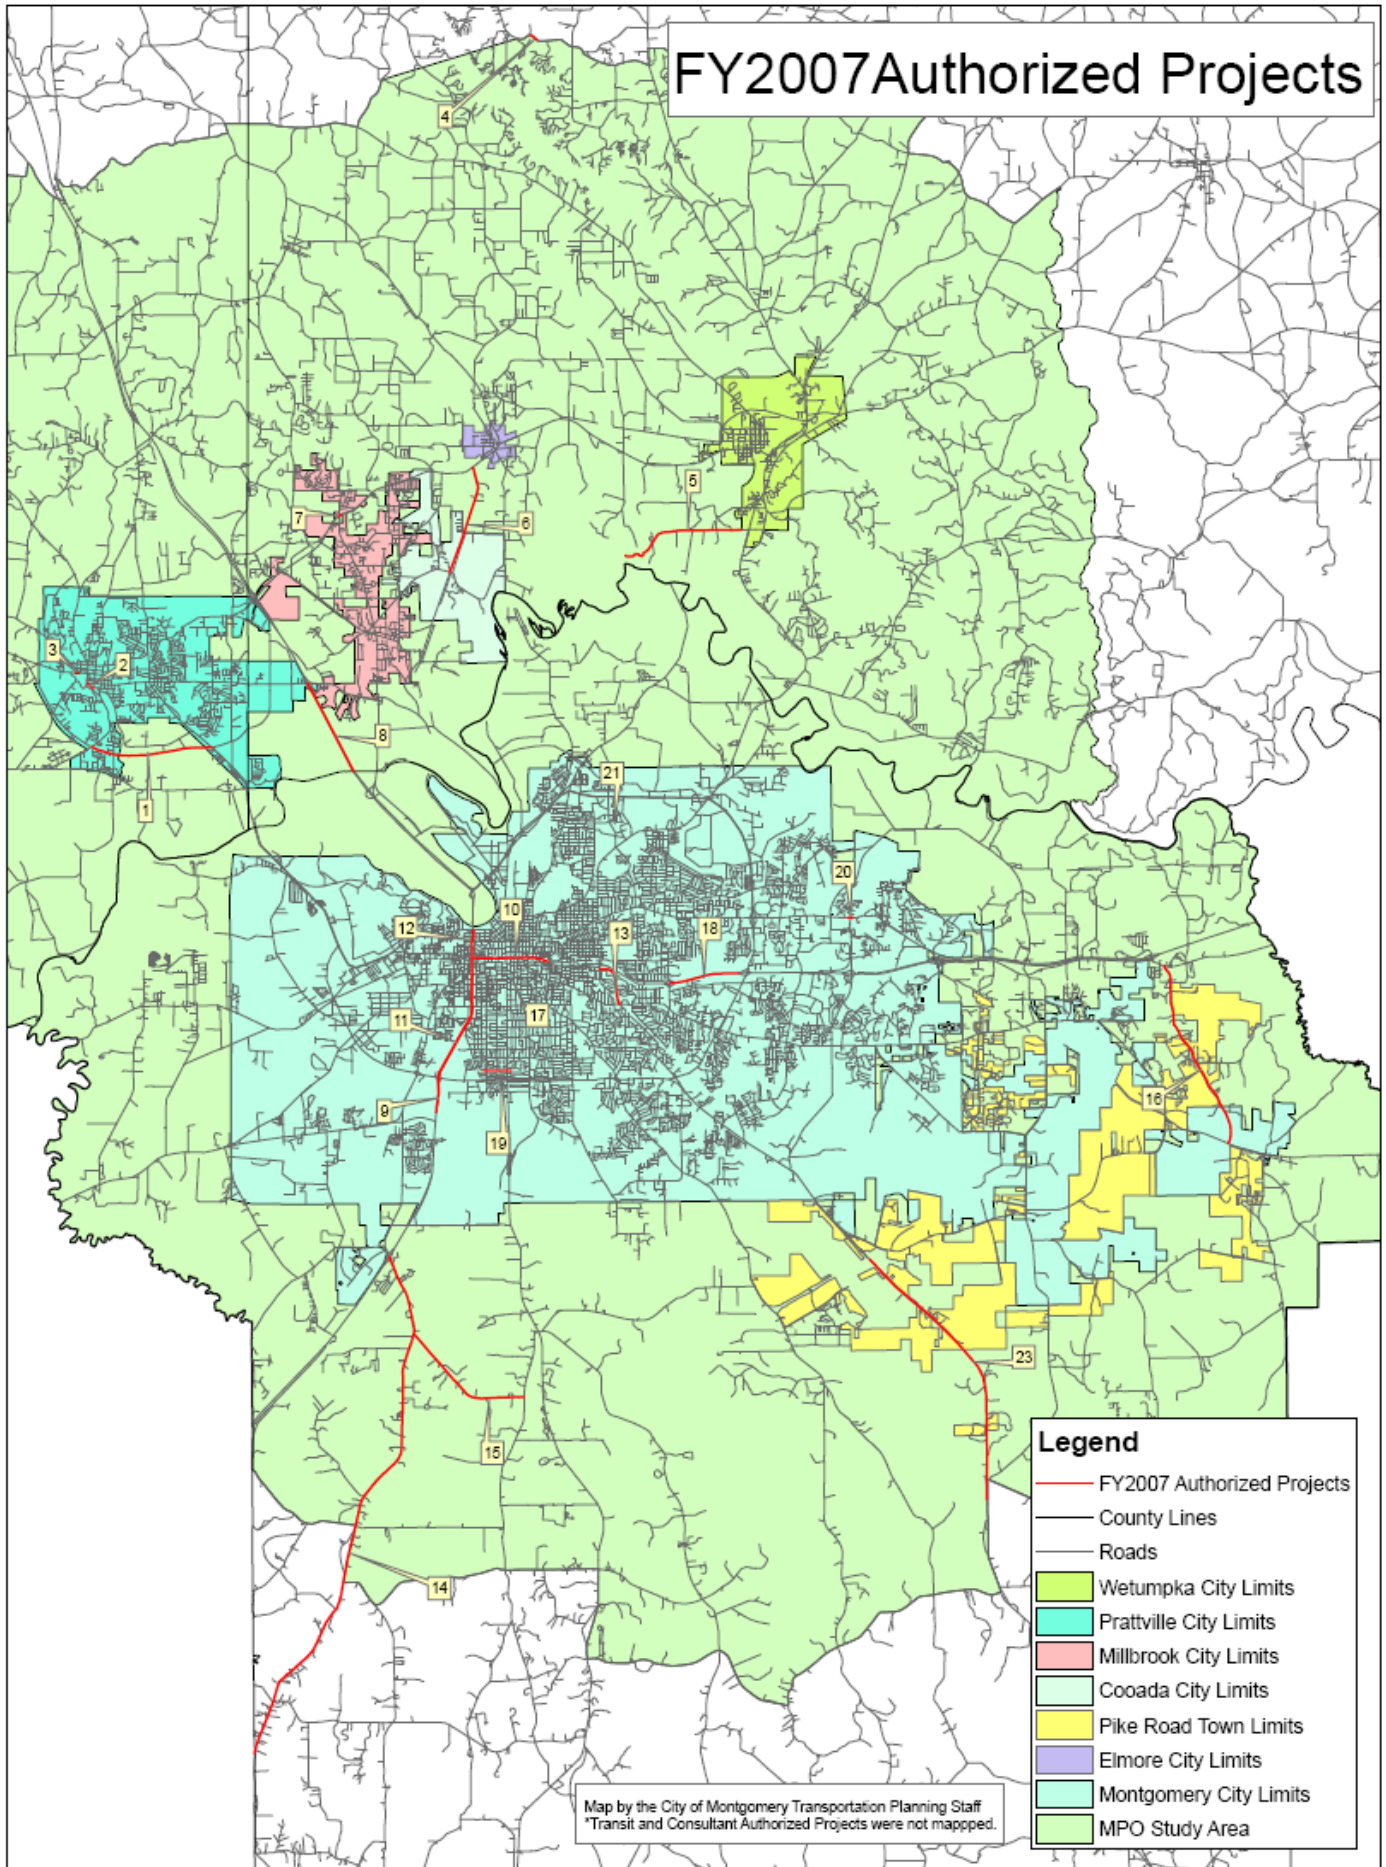 FY2007Authorized Projects
4
5
7
6
3
2
8
1
21
20
10
12
13
18
11
17
9
16
19
23
15
14
Legend
FY2007 Authorized Projects
County Lines
Roads
Wetumpka City Limits
Prattville City Limits
Millbrook City Limits
Cooada City Limits
Pike Road Town Limits
Elmore City Limits
Montgomery City Limits
MPO Study Area
Map by the City of Montgomery Transportation Planning Staff
*Transit and Consultant Authorized Projects were not mappped.